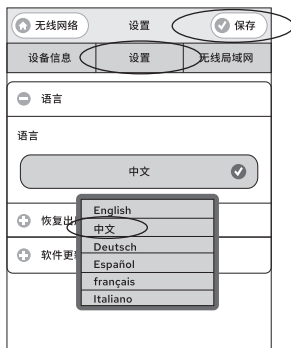 无线网络 设置 保存
设备信息 设置 无线局域网
语言
语言
中文
English
恢复出
中文
Deutsch
软件更
Español
français
Italiano